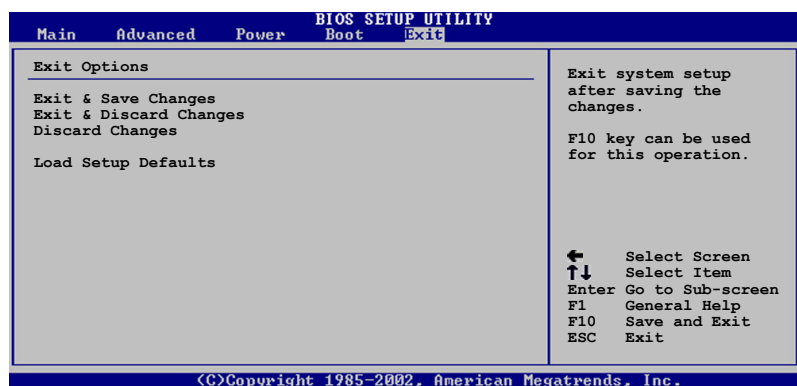 BIOS SETUP UTILITY
Main Advanced Power Boot Exit
Exit Options
Exit & Save Changes
Exit & Discard Changes
Discard Changes
Load Setup Defaults
Exit system setup
after saving the
changes.
F10 key can be used
for this operation.
← Select Screen
↑↓ Select Item
Enter Go to Sub-screen
F1 General Help
F10 Save and Exit
ESC Exit
(C)Copyright 1985-2002, American Megatrends, Inc.